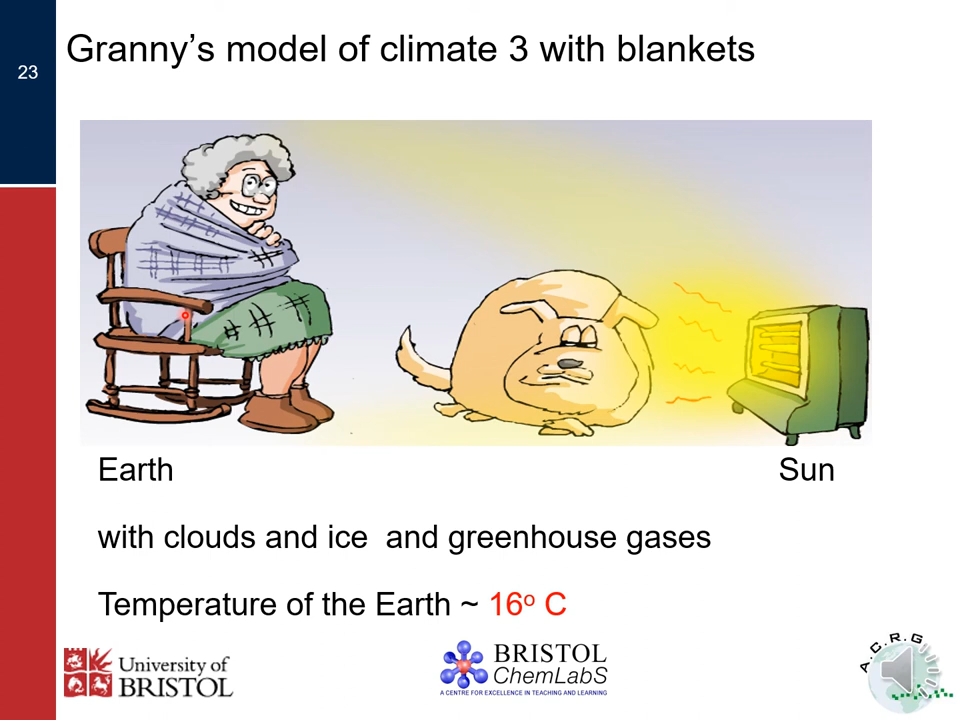 23
Granny’s model of climate 3 with blankets
Earth
Sun
with clouds and ice and greenhouse gases
Temperature of the Earth ~ 16º C
University of
BRISTOL
BRISTOL
ChemLabS
A CENTRE FOR EXCELLENCE IN TEACHING AND LEARNING
A.C.R.G